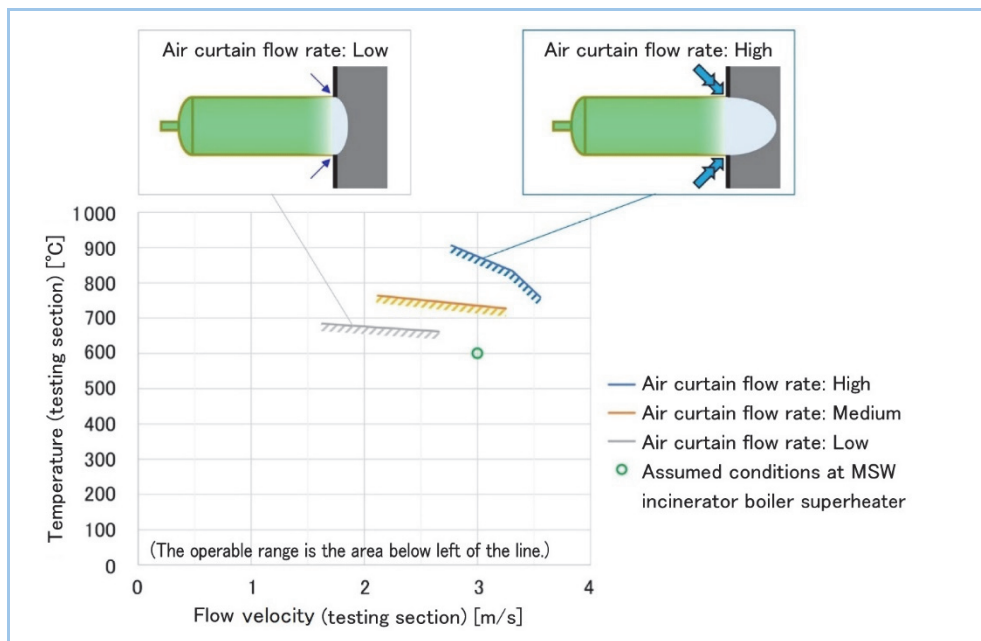 Air curtain flow rate: Low
Air curtain flow rate: High
Temperature (testing section) [℃]
1000
900
800
700
600
500
400
300
200
100
0
(The operable range is the area below left of the line.)
0 1 2 3 4
Flow velocity (testing section) [m/s]
Air curtain flow rate: High
Air curtain flow rate: Medium
Air curtain flow rate: Low
Assumed conditions at MSW
incinerator boiler superheater